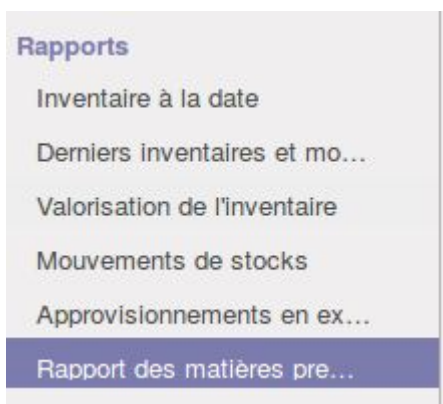 Rapports
Inventaire à la date
Derniers inventaires et mo...
Valorisation de l'inventaire
Mouvements de stocks
Approvisionnements en ex...
Rapport des matières pre...